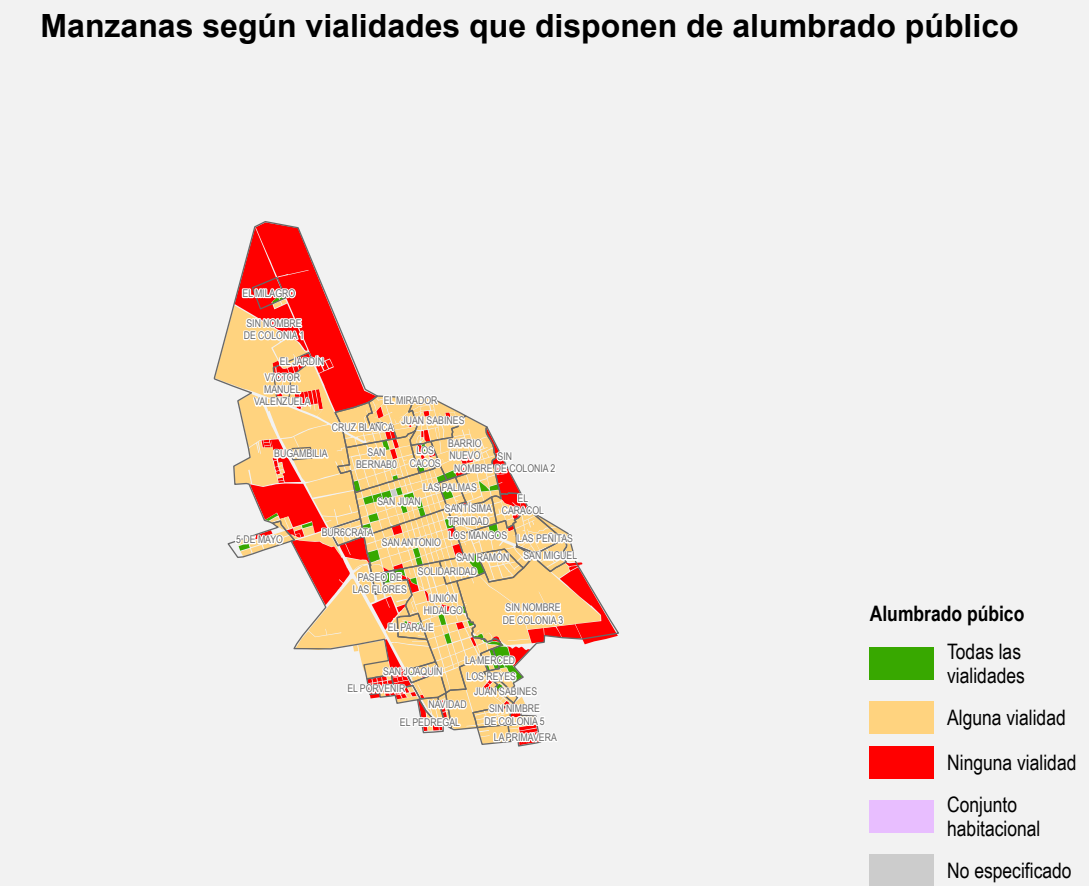 Manzanas según vialidades que disponen de alumbrado público
EL MILAGRO
SIN NOMBRE
DE COLONIA 1
EL JARDÍN
V7CTOR
MANUEL
VALENZUELA
EL MIRADOR
CRUZ BLANCA
JUAN SABINES
BUGAMBILIA
SAN
BERNAB0
LOS
CACOS
BARRIO
NUEVO
SIN
NOMBRE DE COLONIA 2
LAS PALMAS
SAN JUAN
SANTÍSIMA
TRINIDAD
EL
CARACOL
5 DE MAYO
BUR6CRATA
SAN ANTONIO
LOS MANGOS
LAS PEÑITAS
SAN RAMÓN
SAN MIGUEL
PASEO DE
LAS FLORES
SOLIDARIDAD
UNIÓN
HIDALGO
SIN NOMBRE
DE COLONIA 3
EL PARAJE
LA MERCED
SAN JOAQUIN
LOS REYES
EL PORVENIR
JUAN SABINES
NAVIDAD
SIN NIMBRE
DE COLONIA 5
EL PEDREGAL
LA PRIMAVERA
Alumbrado púbico
Todas las
vialidades
Alguna vialidad
Ninguna vialidad
Conjunto
habitacional
No especificado